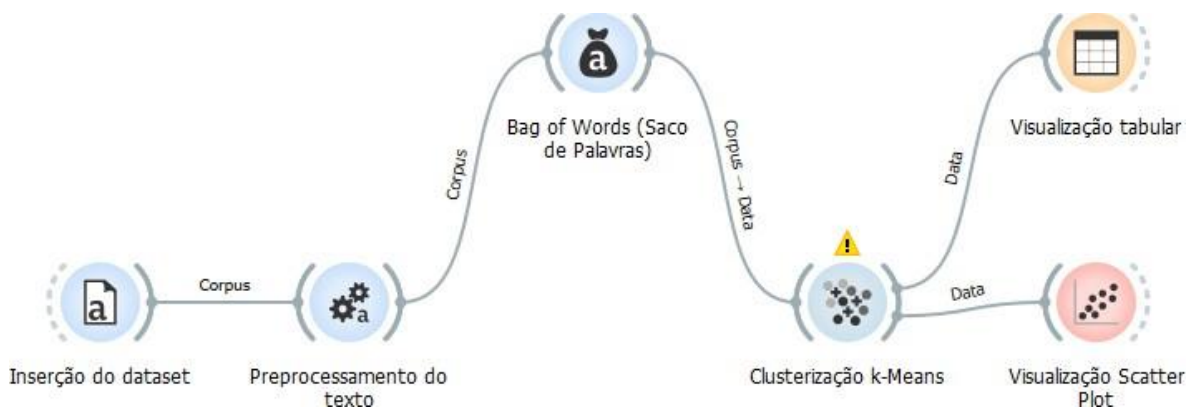 Bag of Words (Saco
de Palavras)
Visualização tabular
Corpus
Corpus → Data
Data
Corpus
Data
Inserção do dataset
Preprocessamento do
texto
Clusterização k-Means
Visualização Scatter
Plot
a
a
a